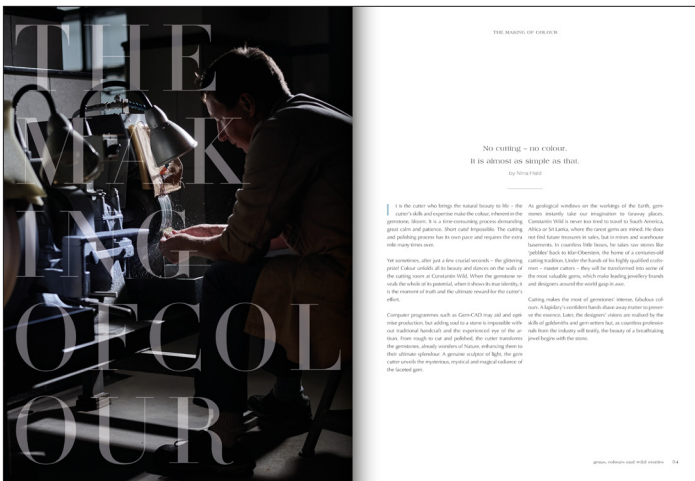 THE
MAK
ING
OFCOL
OUR
THE MAKING OF COLOUR
No cutting – no colour.
It is almost as simple as that.
by Nina Hald
It is the cutter who brings the natural beauty to life – the
cutter's skills and expertise make the colour, inherent in the
gemstone, bloom. It is a time-consuming process demanding
great calm and patience. Short cuts? Impossible. The cutting
and polishing process has its own pace and requires the extra
mile many times over.
Yet sometimes, after just a few crucial seconds – the glittering
prize! Colour unfolds all its beauty and dances on the walls of
the cutting room at Constantin Wild. When the gemstone re-
veals the whole of its potential, when it shows its true identity, it
is the moment of truth and the ultimate reward for the cutter's
effort.
Computer programmes such as Gem-CAD may aid and opti-
mise production, but adding soul to a stone is impossible with-
out traditional handcraft and the experienced eye of the ar-
tisan. From rough to cut and polished, the cutter transforms
the gemstones, already wonders of Nature, enhancing them to
their ultimate splendour. A genuine sculptor of light, the gem
cutter unveils the mysterious, mystical and magical radiance of
the faceted gem.
As geological windows on the workings of the Earth, gem-
stones instantly take our imagination to faraway places.
Constantin Wild is never too tired to travel to South America,
Africa or Sri Lanka, where the rarest gems are mined. He does
not find future treasures in safes, but in mines and warehouse
basements. In countless little boxes, he takes raw stones like
'pebbles' back to Idar-Oberstein, the home of a centuries-old
cutting tradition. Under the hands of his highly qualified crafts-
men – master cutters – they will be transformed into some of
the most valuable gems, which make leading jewellery brands
and designers around the world gasp in awe.
Cutting makes the most of gemstones' intense, fabulous col-
ours. A lapidary's confident hands shave away matter to preser-
ve the essence. Later, the designers' visions are realised by the
skills of goldsmiths and gem setters but, as countless professio-
nals from the industry will testify, the beauty of a breathtaking
jewel begins with the stone.
gems, colours and wild stories 54